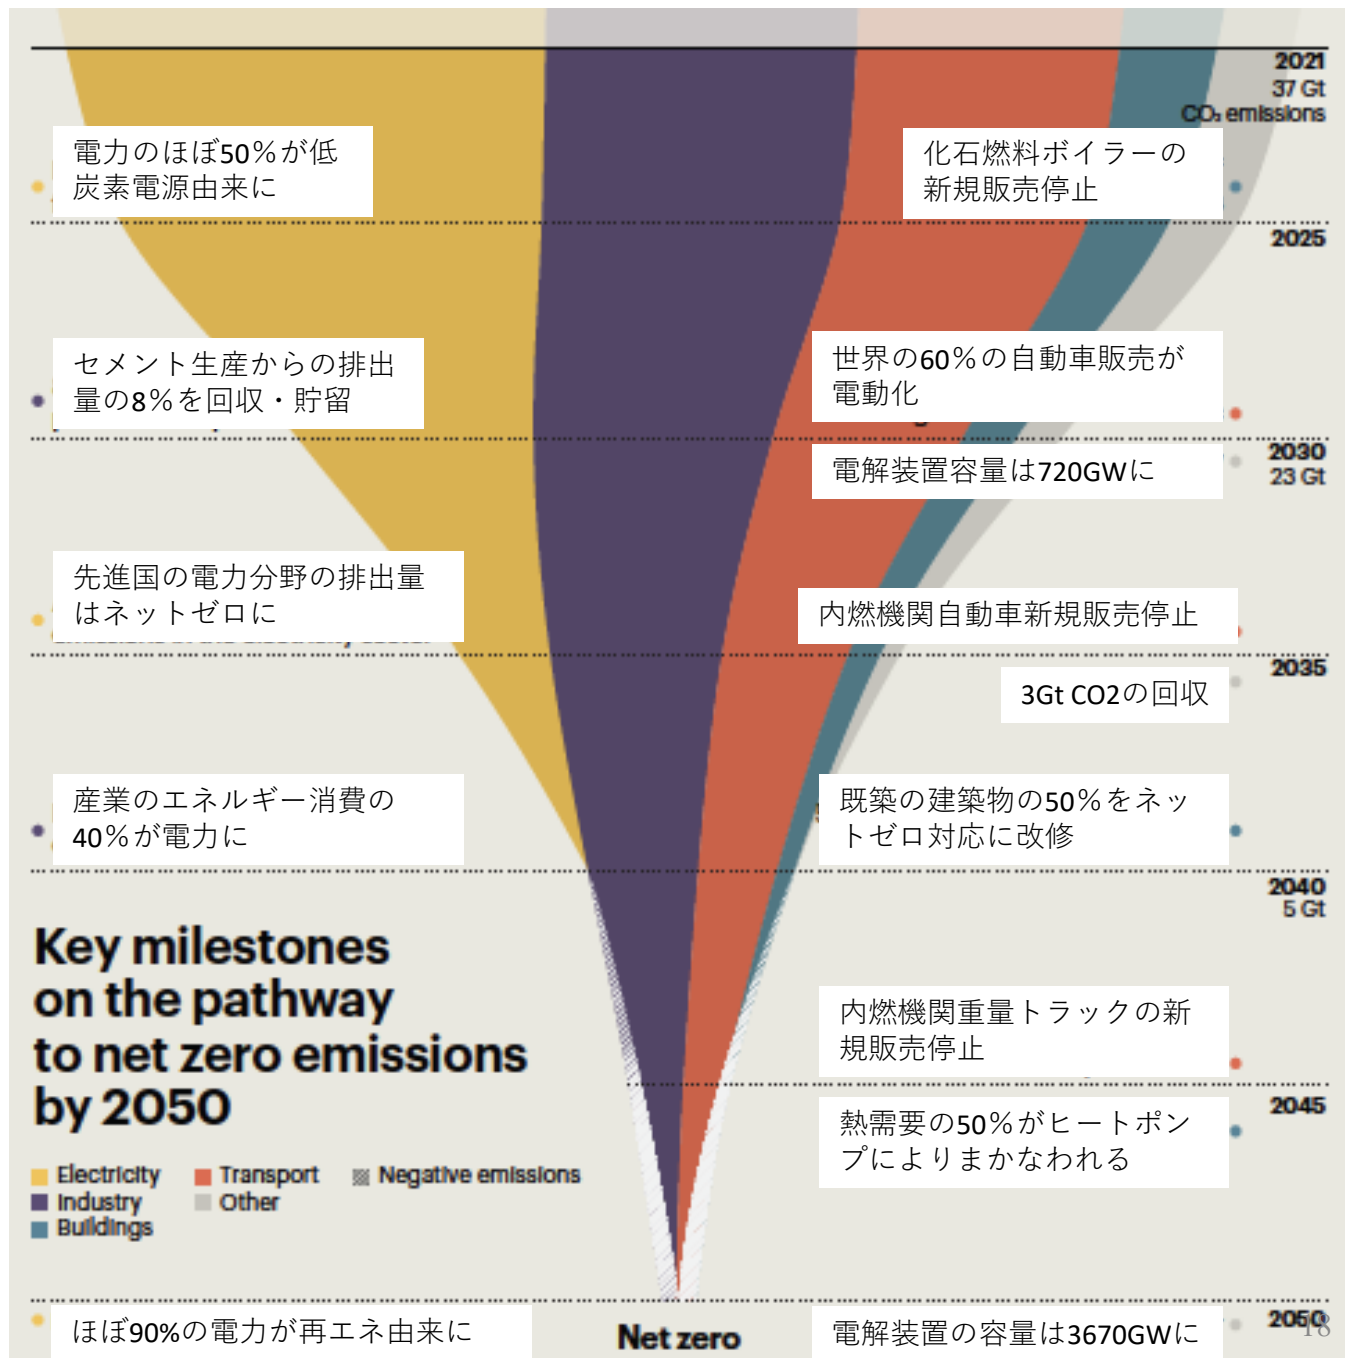 2021
37 Gt
CO₂ emissions
電力のほぼ50％が低
炭素電源由来に
化石燃料ボイラーの
新規販売停止
2025
セメント生産からの排出
量の8％を回収・貯留
世界の60％の自動車販売が
電動化
2030
23 Gt
電解装置容量は720GWに
先進国の電力分野の排出量
はネットゼロに
内燃機関自動車新規販売停止
2035
3Gt CO2の回収
産業のエネルギー消費の
40％が電力に
既築の建築物の50％をネッ
トゼロ対応に改修
2040
5 Gt
Key milestones
on the pathway
to net zero emissions
by 2050
内燃機関重量トラックの新
規販売停止
2045
熱需要の50％がヒートポン
プによりまかなわれる
Electricity
Transport
Negative emissions
Industry
Other
Buildings
ほぼ90%の電力が再エネ由来に
Net zero
電解装置の容量は3670GWに
2050
18